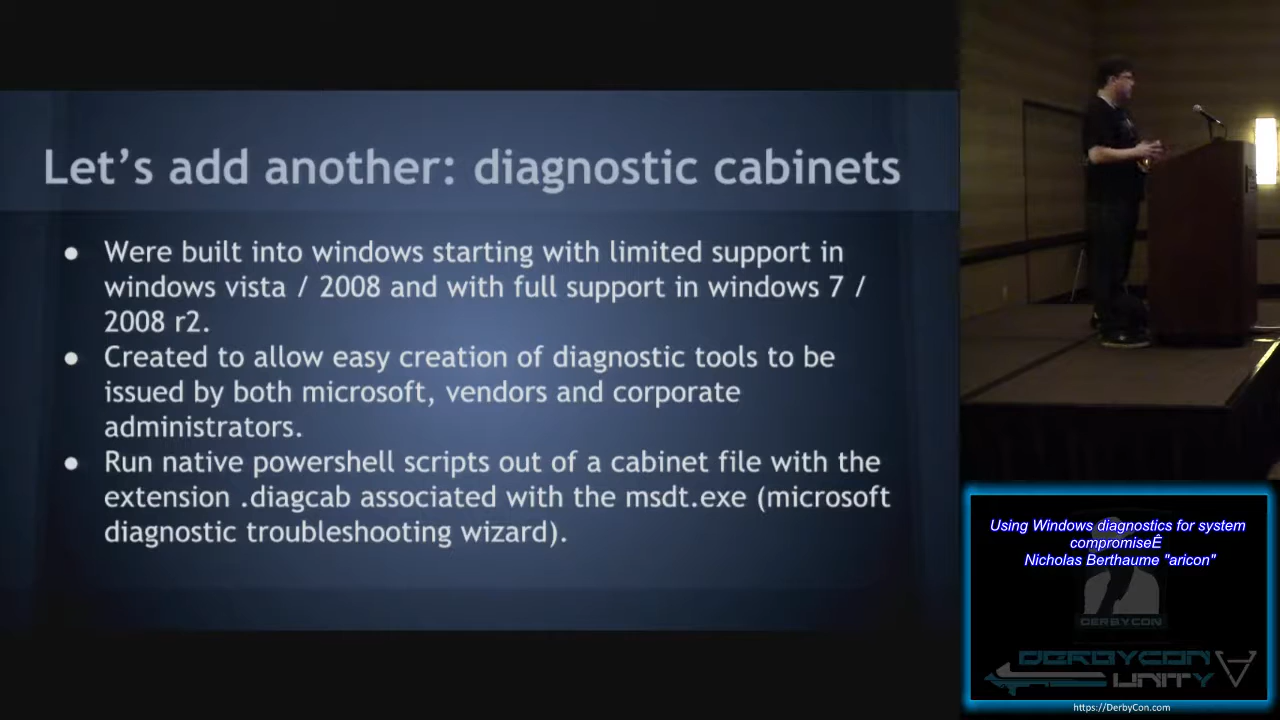 Let's add another: diagnostic cabinets
● Were built into windows starting with limited support in
windows vista / 2008 and with full support in windows 7 /
2008 r2.
● Created to allow easy creation of diagnostic tools to be
issued by both microsoft, vendors and corporate
administrators.
● Run native powershell scripts out of a cabinet file with the
extension .diagcab associated with the msdt.exe (microsoft
diagnostic troubleshooting wizard).
Using Windows diagnostics for system
compromiseÊ
Nicholas Berthaume "aricon"
DERBYCON
DERBYCON
UNITY
https://DerbyCon.com